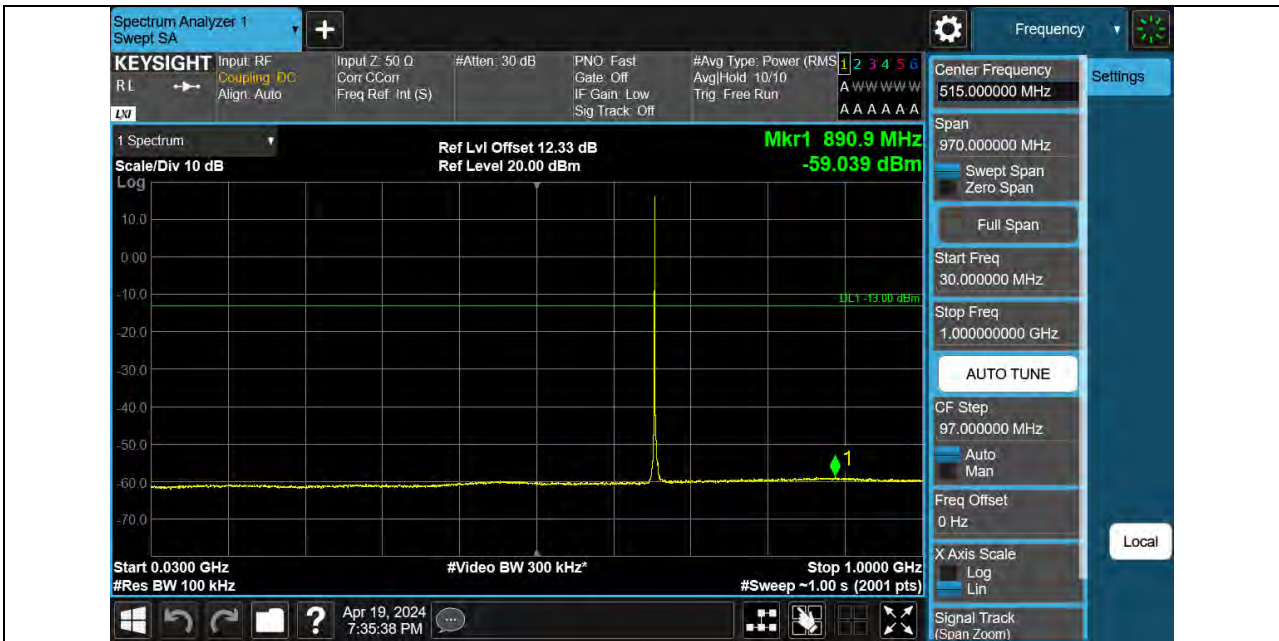 Spectrum Analyzer 1
Swept SA
Frequency
KEYSIGHT
RL
LXI
Input: RF
Coupling: DC
Align: Auto
Input Z: 50 Ω
Corr CCorr
Freq Ref: Int (S)
#Atten: 30 dB
PNO: Fast
Gate: Off
IF Gain: Low
Sig Track: Off
#Avg Type: Power (RMS
Avg|Hold: 10/10
Trig: Free Run
1 2 3 4 5 6
A W W W W W
A A A A A A
1 Spectrum
Scale/Div 10 dB
Log
Ref Lvl Offset 12.33 dB
Ref Level 20.00 dBm
Mkr1 890.9 MHz
-59.039 dBm
10.0
0.00
-10.0
-20.0
-30.0
-40.0
-50.0
-60.0
-70.0
DL1 -13.00 dBm
1
Start 0.0300 GHz
#Res BW 100 kHz
#Video BW 300 kHz*
Stop 1.0000 GHz
#Sweep ~1.00 s (2001 pts)
Apr 19, 2024
7:35:38 PM
Center Frequency
515.000000 MHz
Span
970.000000 MHz
Swept Span
Zero Span
Full Span
Start Freq
30.000000 MHz
Stop Freq
1.000000000 GHz
AUTO TUNE
CF Step
97.000000 MHz
Auto
Man
Freq Offset
0 Hz
X Axis Scale
Log
Lin
Signal Track
(Span Zoom)
Settings
Local